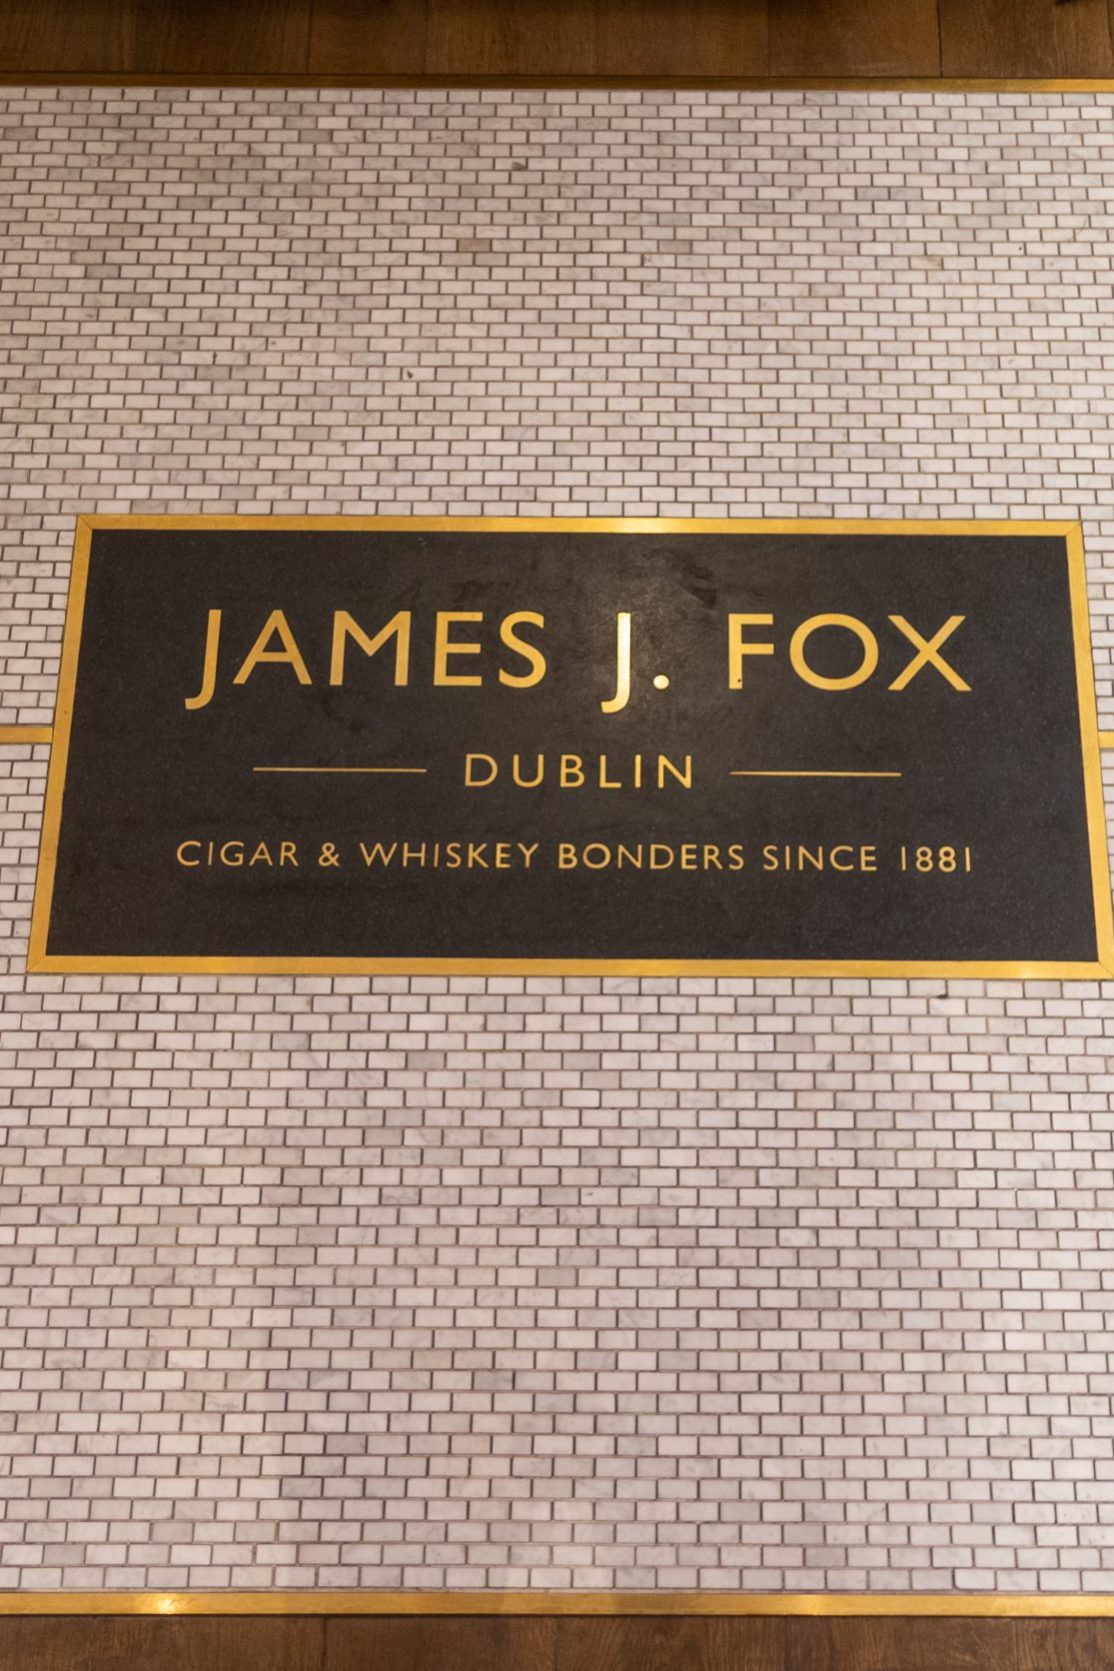 JAMES J. FOX
DUBLIN
CIGAR & WHISKEY BONDERS SINCE 1881